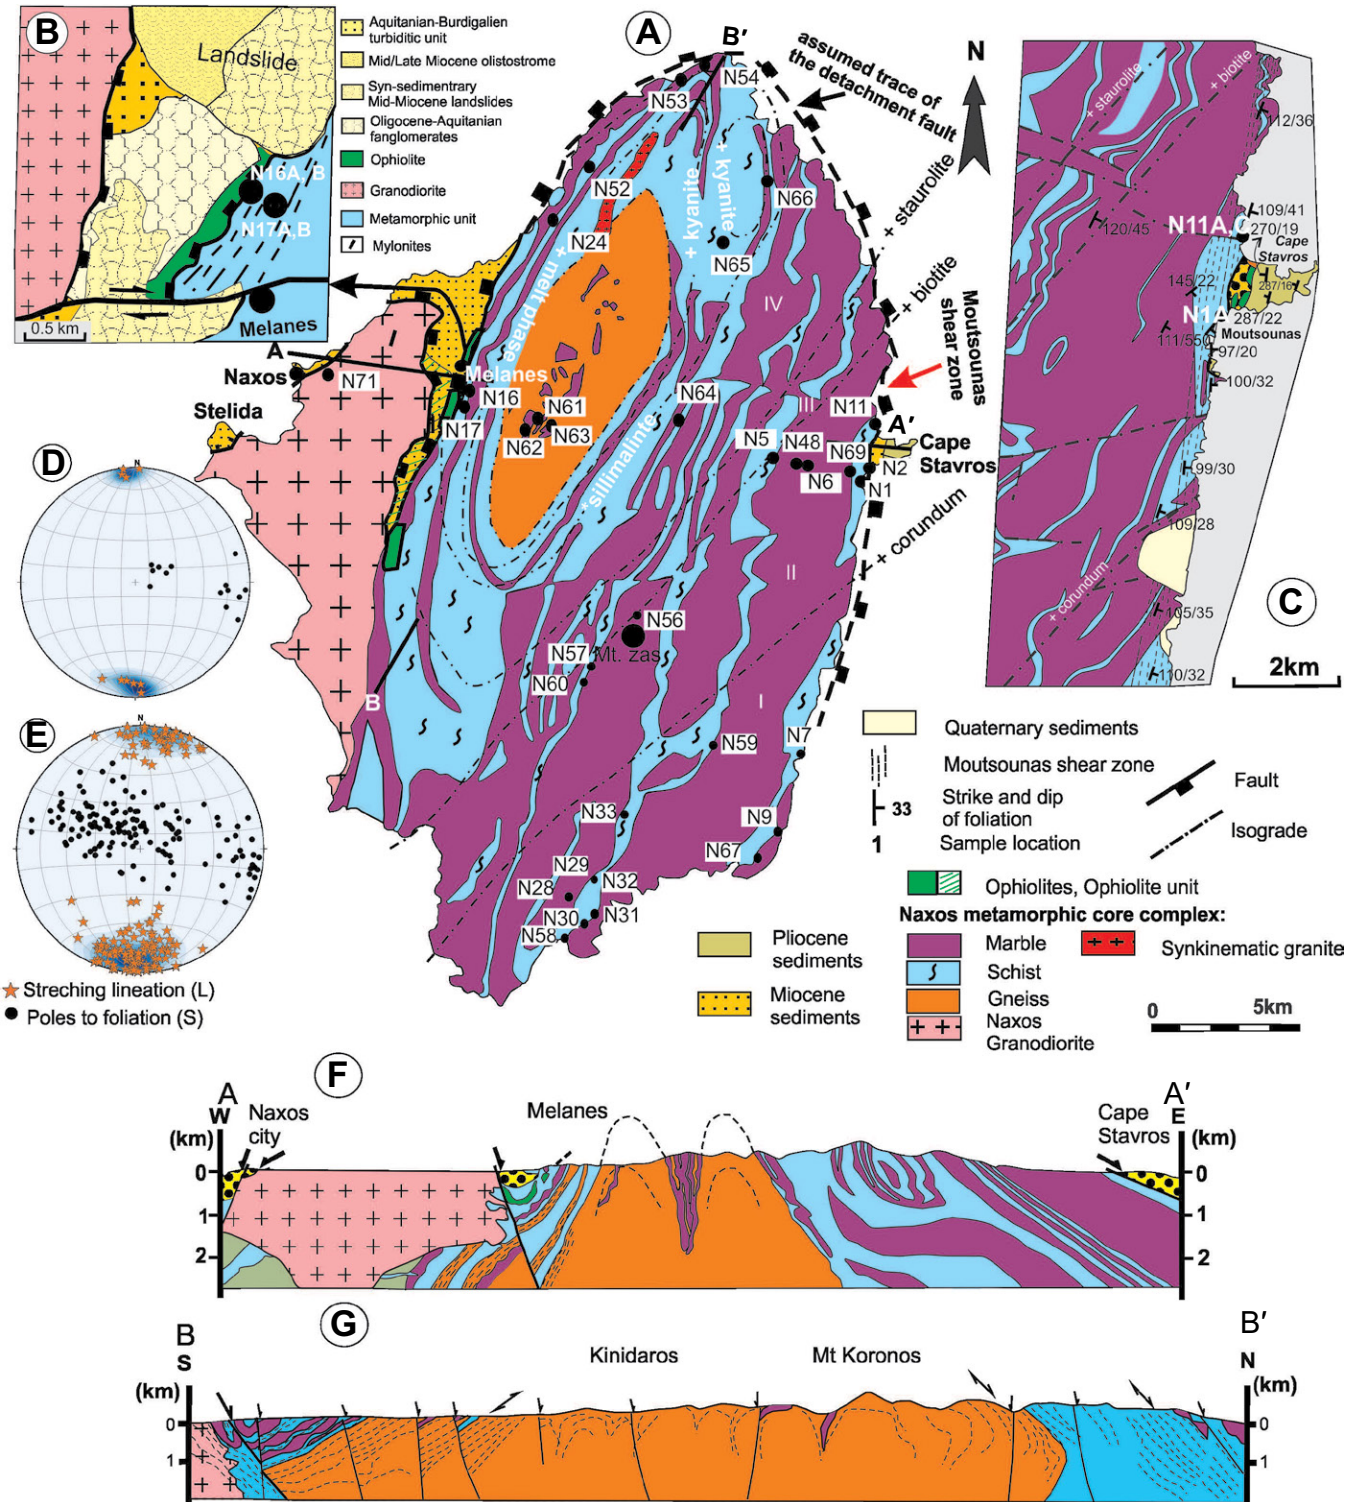 B
Landslide
N16A, B
N17A,B
Melanes
0.5 km
Aquitanian-Burdigalien
turbiditic unit
Mid/Late Miocene olistostrome
Syn-sedimentrary
Mid-Miocene landslides
Oligocene-Aquitanian
fanglomerates
Ophiolite
Granodiorite
Metamorphic unit
Mylonites
A
B'
assumed trace of
the detachment fault
N
N54
N53
N52
N24
N66
N65
+ kyanite
+ kyanite
+ staurolite
+ biotite
+ melt phase
IV
Moutsounas
shear zone
A
Naxos
N71
Melanes
N16
N17
Stelida
N61
N63
N62
N64
*sillimalinte
III
N11
A'
N5
N48
N69
Cape
Stavros
N2
N6
N1
+ corundum
II
N56
Mt. zas
N57
N60
B
I
N59
N7
N33
N9
N67
N29
N32
N28
N30
N31
N58
+ staurolite
+ biotite
112/36
109/41
120/45
N11A,C
270/19
Cape
Stavros
145/22
287/16
N1A
287/22
Moutsounas
111/550
97/20
100/32
99/30
109/28
+ corundum
105/35
110/32
C
2km
D
N
E
N
Streching lineation (L)
Poles to foliation (S)
Quaternary sediments
Moutsounas shear zone
33
Strike and dip
of foliation
1
Sample location
Fault
Isograde
Ophiolites, Ophiolite unit
Naxos metamorphic core complex:
Marble
Synkinematic granite
Schist
Gneiss
Naxos
Granodiorite
Pliocene
sediments
Miocene
sediments
0
5km
F
A
W
(km)
Naxos
city
Melanes
Cape
Stavros
A'
E
(km)
0
1
2
0
1
2
G
B
S
(km)
Kinidaros
Mt Koronos
B'
N
(km)
0
1
0
1